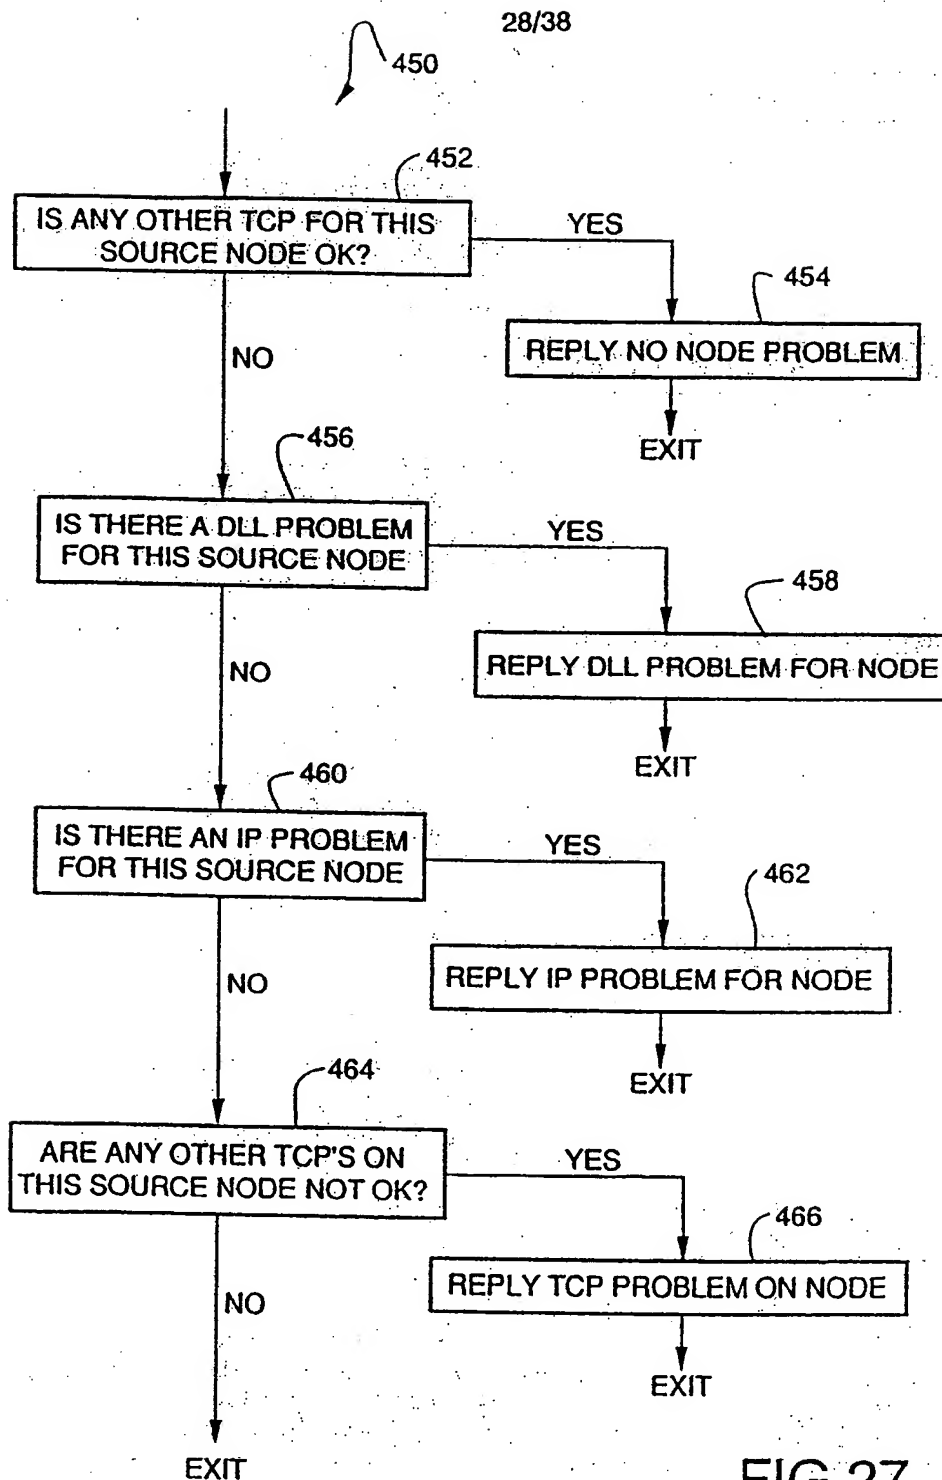 28/38
450
452
IS ANY OTHER TCP FOR THIS
SOURCE NODE OK?
YES
454
REPLY NO NODE PROBLEM
EXIT
NO
456
IS THERE A DLL PROBLEM
FOR THIS SOURCE NODE
YES
458
REPLY DLL PROBLEM FOR NODE
EXIT
NO
460
IS THERE AN IP PROBLEM
FOR THIS SOURCE NODE
YES
462
REPLY IP PROBLEM FOR NODE
EXIT
NO
464
ARE ANY OTHER TCP'S ON
THIS SOURCE NODE NOT OK?
YES
466
REPLY TCP PROBLEM ON NODE
EXIT
NO
EXIT
FIG.27